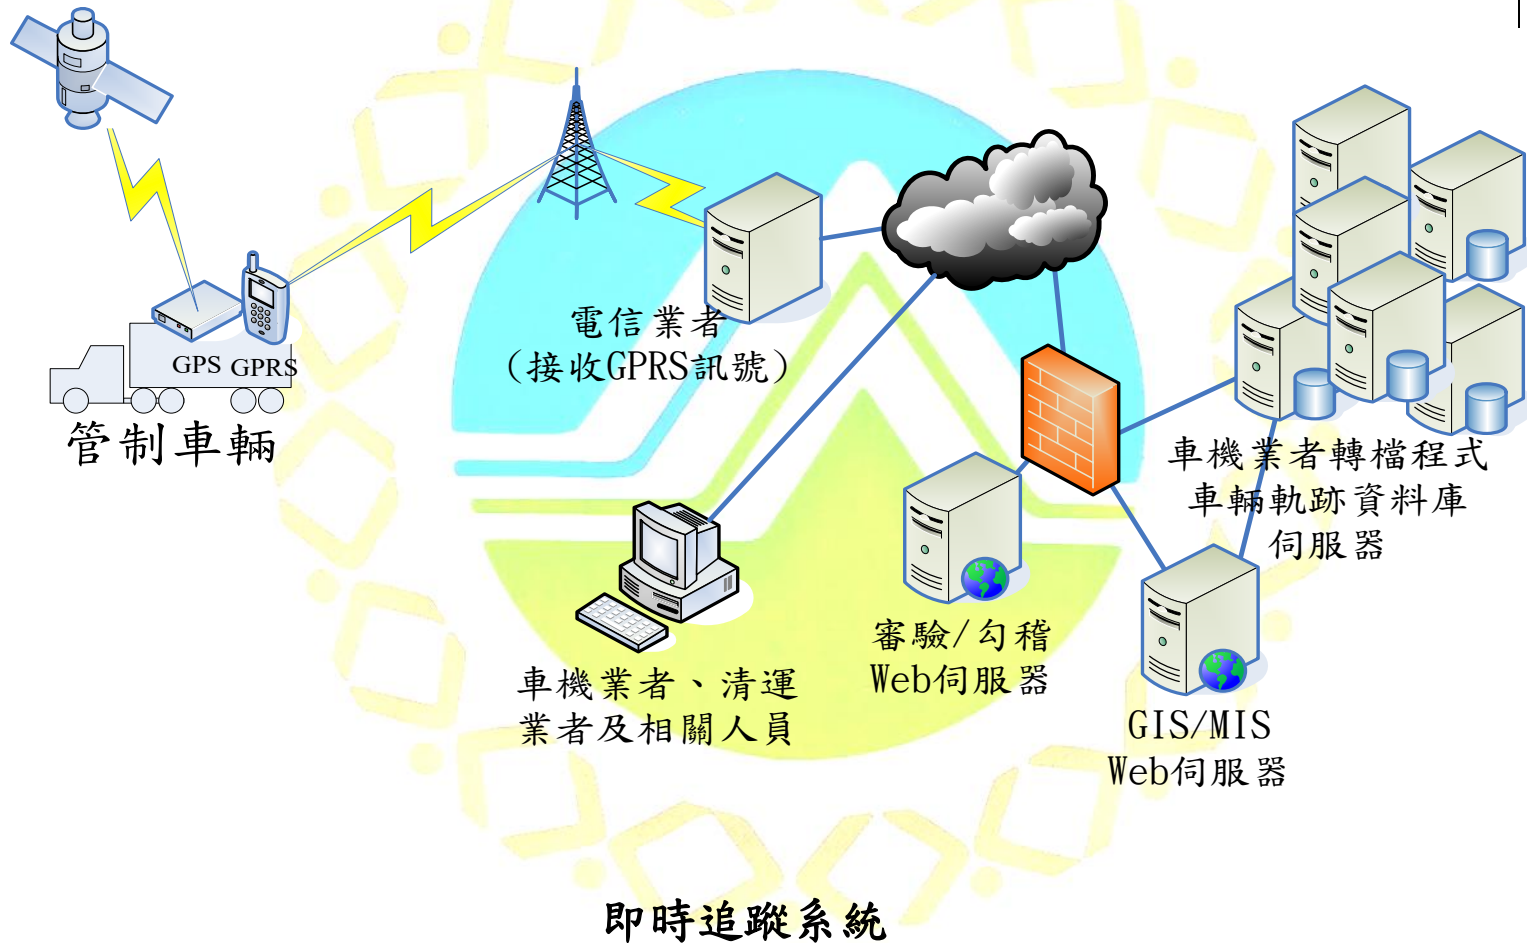 GPS GPRS
管制車輛
電信業者
（接收GPRS訊號）
車機業者轉檔程式
車輛軌跡資料庫
伺服器
審驗/勾稽
Web伺服器
車機業者、清運
業者及相關人員
GIS/MIS
Web伺服器
即時追蹤系統